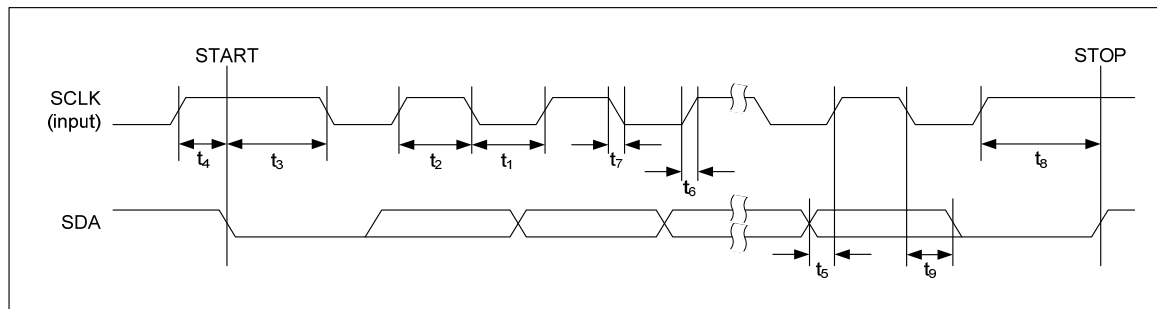 START
STOP
SCLK
(input)
t4
t3
t2
t1
t7
t6
t8
SDA
t5
t9